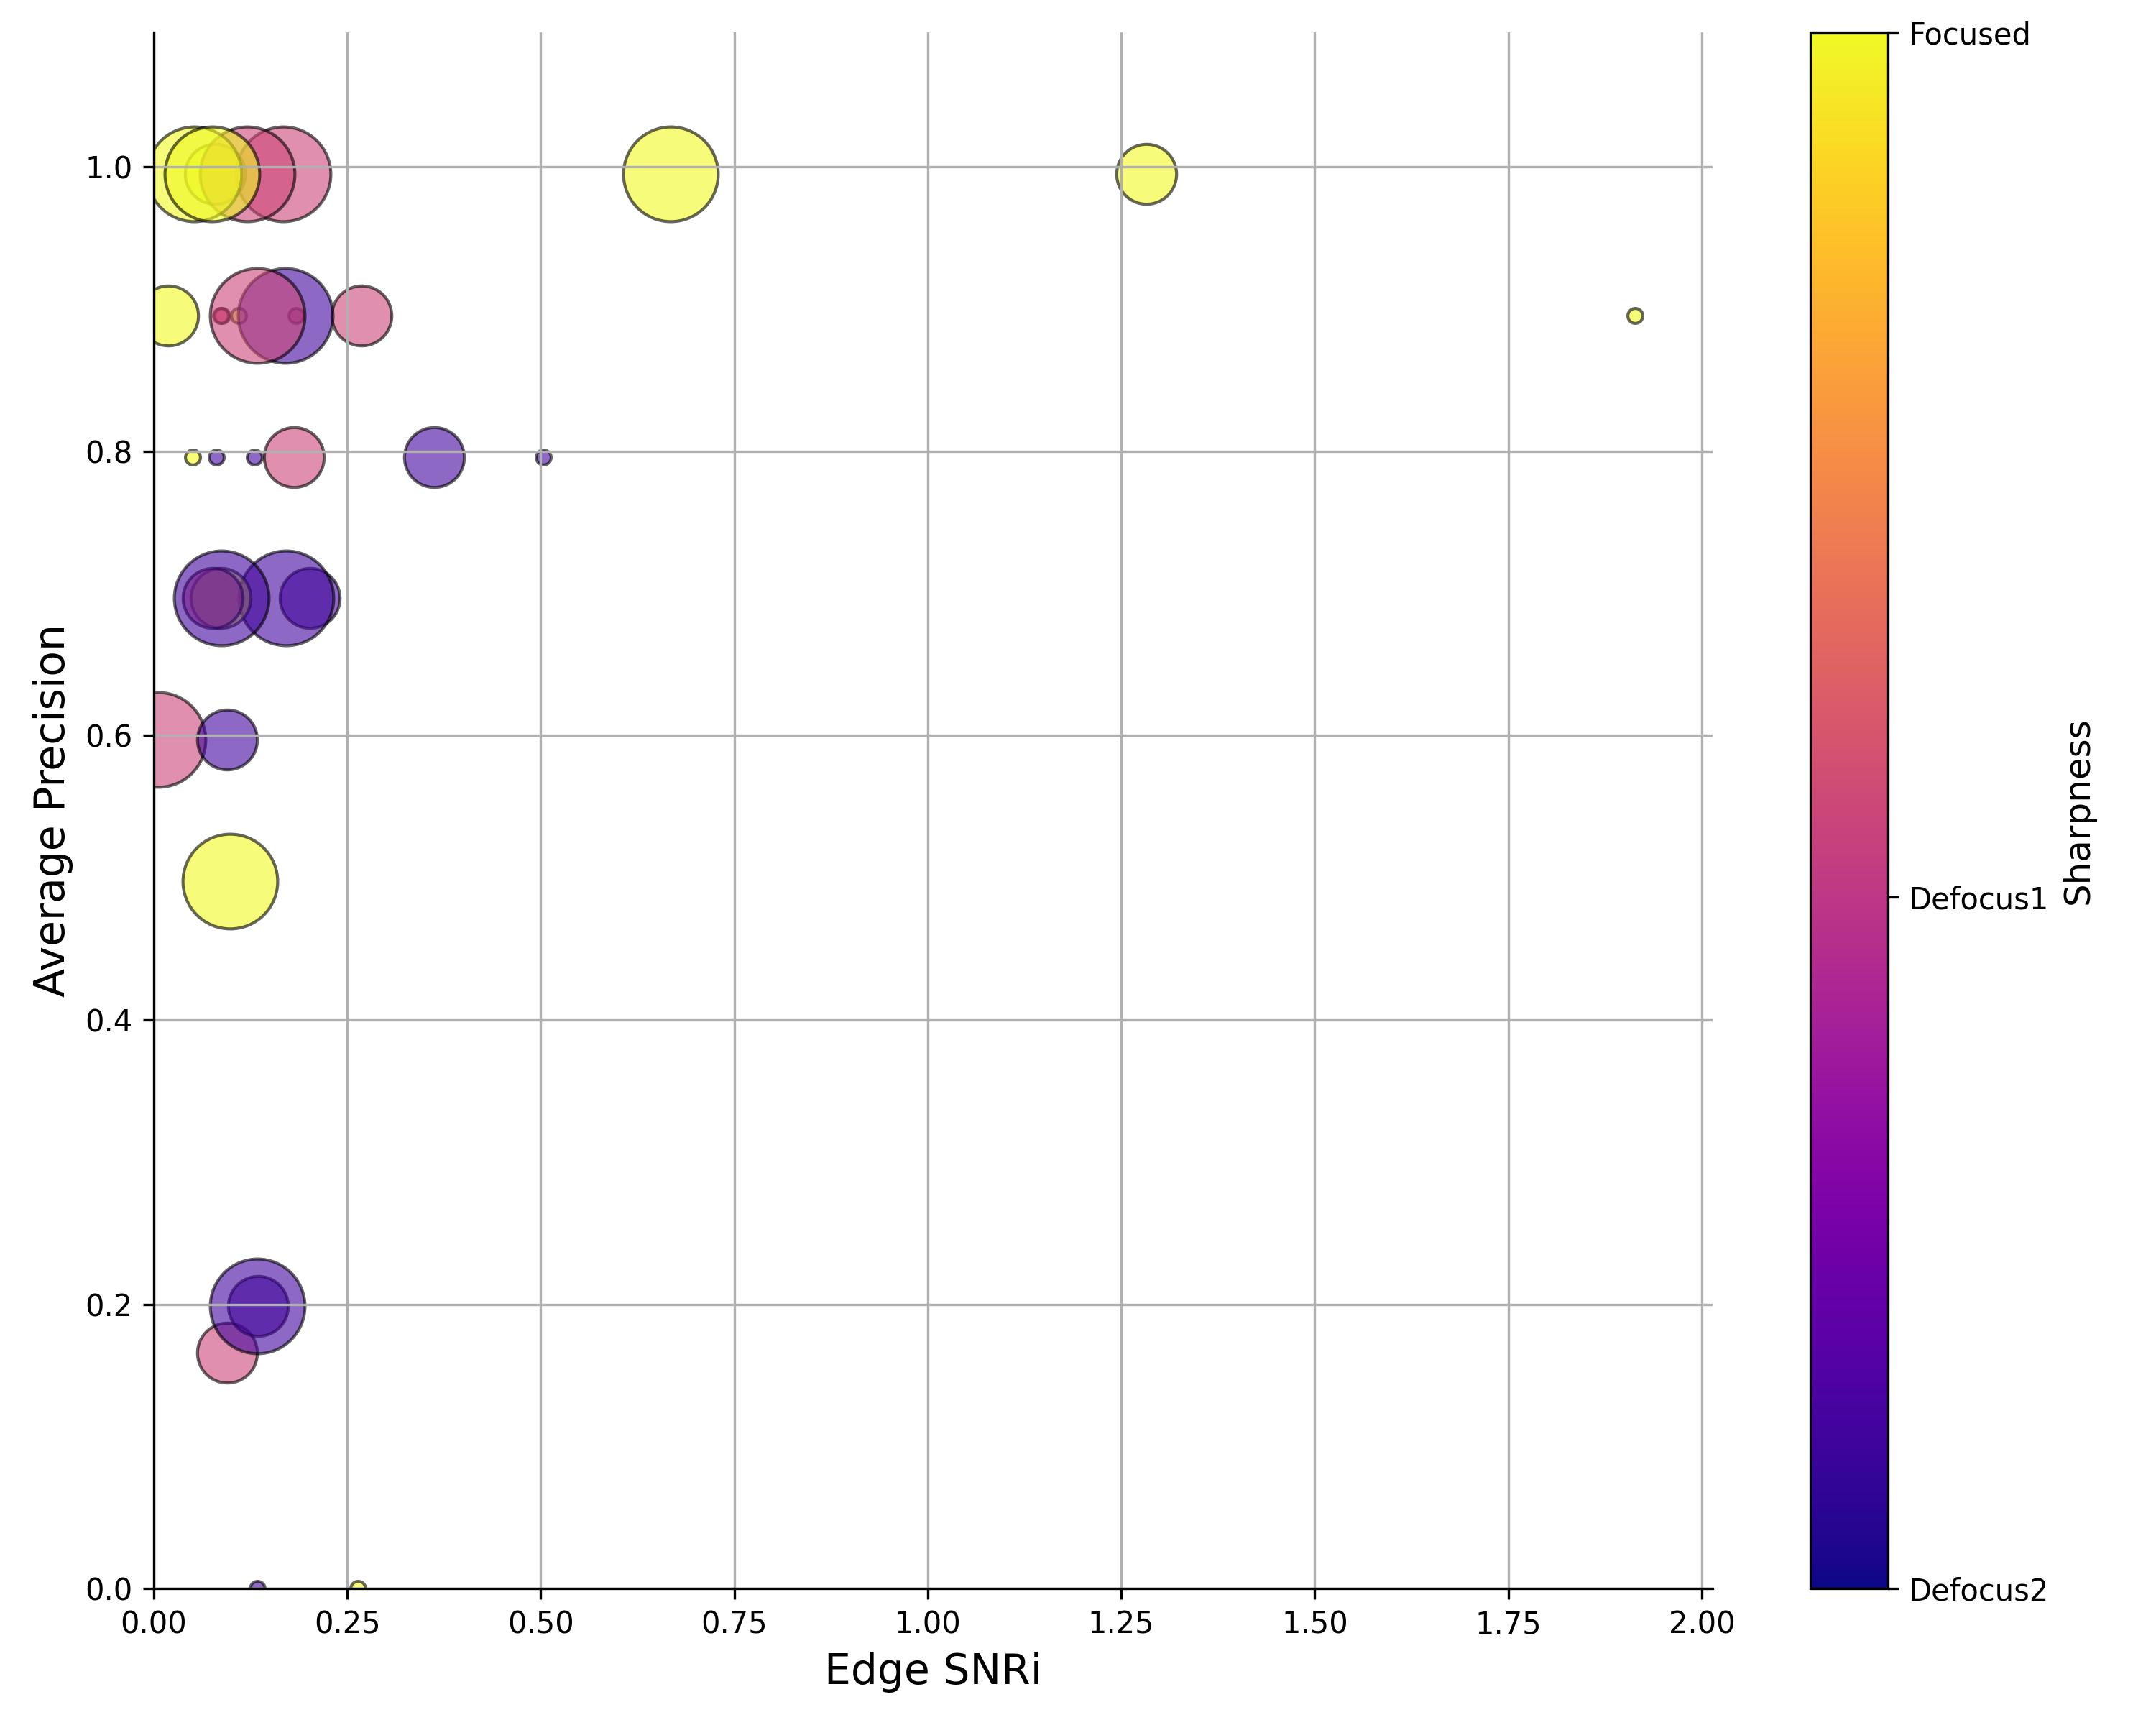 Average Precision
1.0
0.8
0.6
0.4
0.2
0.0
0.00 0.25 0.50 0.75 1.00 1.25 1.50 1.75 2.00
Edge SNRi
Focused
Defocus1
Defocus2
Sharpness